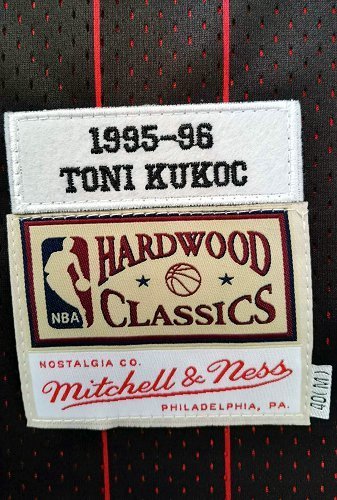 1995-96
TONI KUKOC
HARDWOOD
CLASSICS
NBA
NOSTALGIA CO.
Mitchell & Ness
PHILADELPHIA, PA.
40(M)